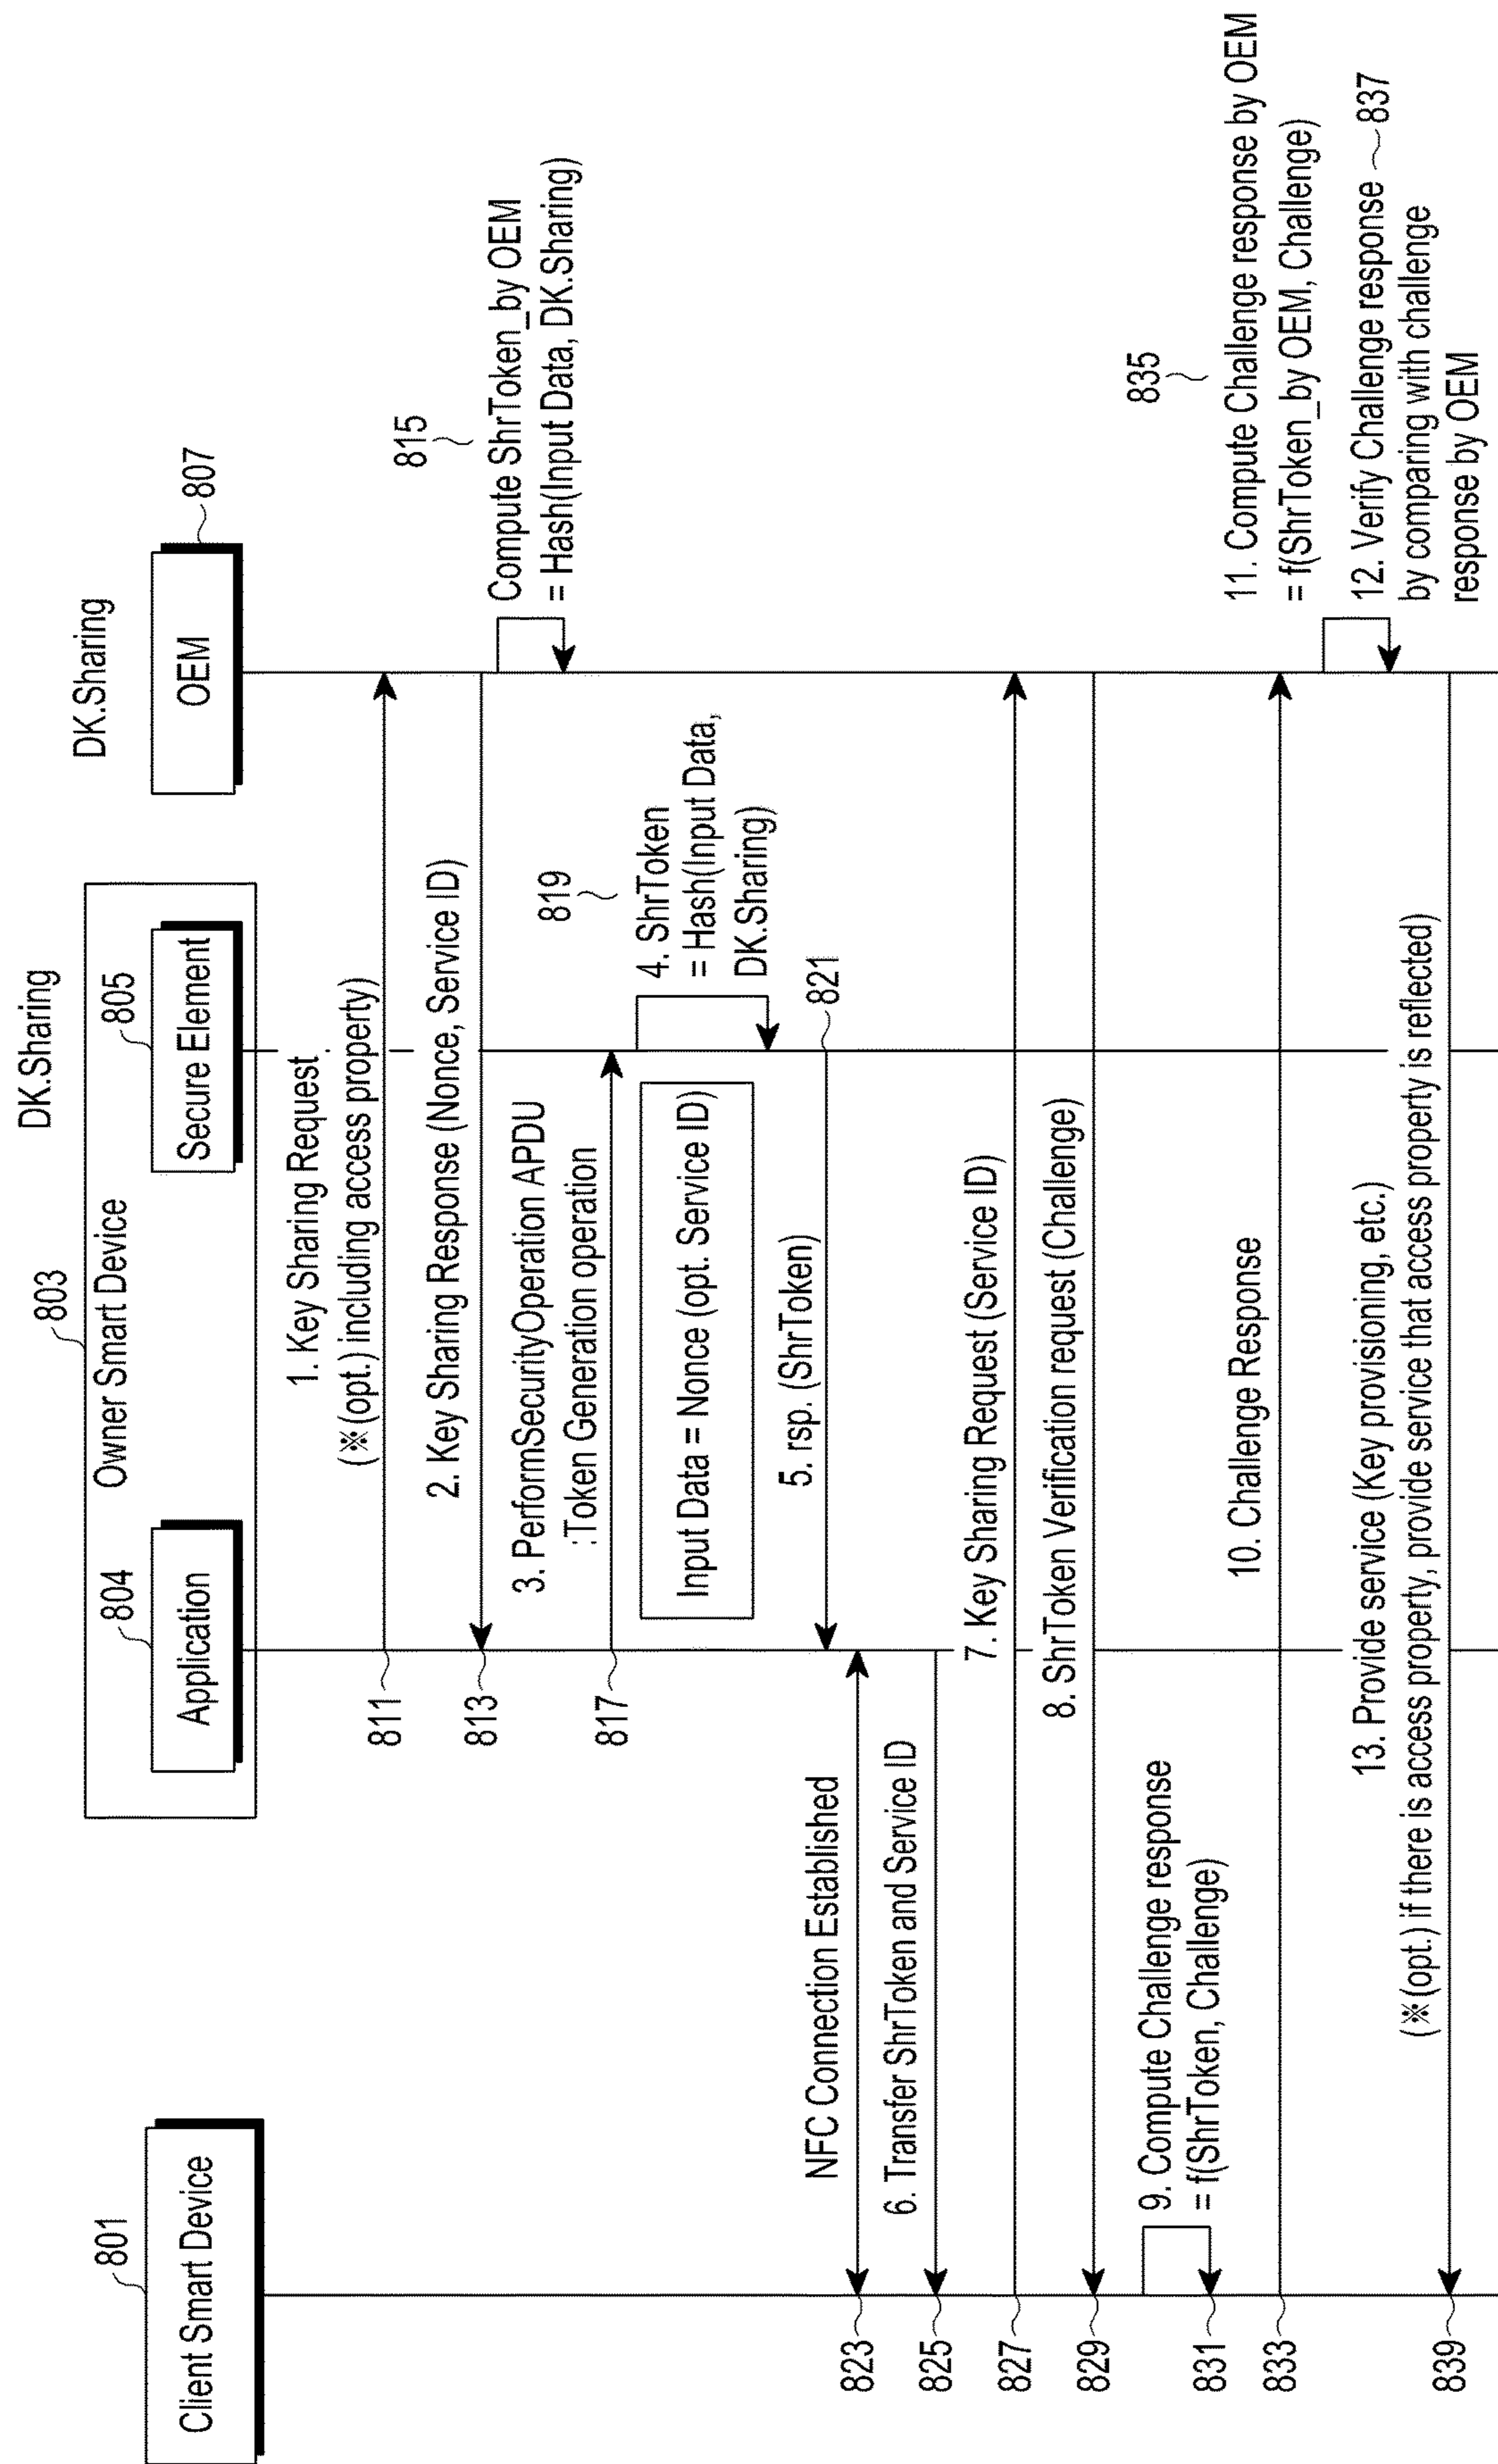 801
Client Smart Device
803
Owner Smart Device
804
Application
DK.Sharing
805
Secure Element
DK.Sharing
OEM
807
1. Key Sharing Request
(※(opt.) including access property)
811
2. Key Sharing Response (Nonce, Service ID)
813
815
Compute ShrToken_by OEM
= Hash(Input Data, DK.Sharing)
3. PerformSecurityOperation APDU
:Token Generation operation
817
Input Data = Nonce (opt. Service ID)
819
4. ShrToken
= Hash(Input Data,
DK.Sharing)
5. rsp. (ShrToken)
821
NFC Connection Established
823
6. Transfer ShrToken and Service ID
825
7. Key Sharing Request (Service ID)
827
8. ShrToken Verification request (Challenge)
829
9. Compute Challenge response
= f(ShrToken, Challenge)
831
10. Challenge Response
833
835
11. Compute Challenge response by OEM
= f(ShrToken_by OEM, Challenge)
12. Verify Challenge response
837
by comparing with challenge
response by OEM
13. Provide service (Key provisioning, etc.)
(※(opt.) if there is access property, provide service that access property is reflected)
839